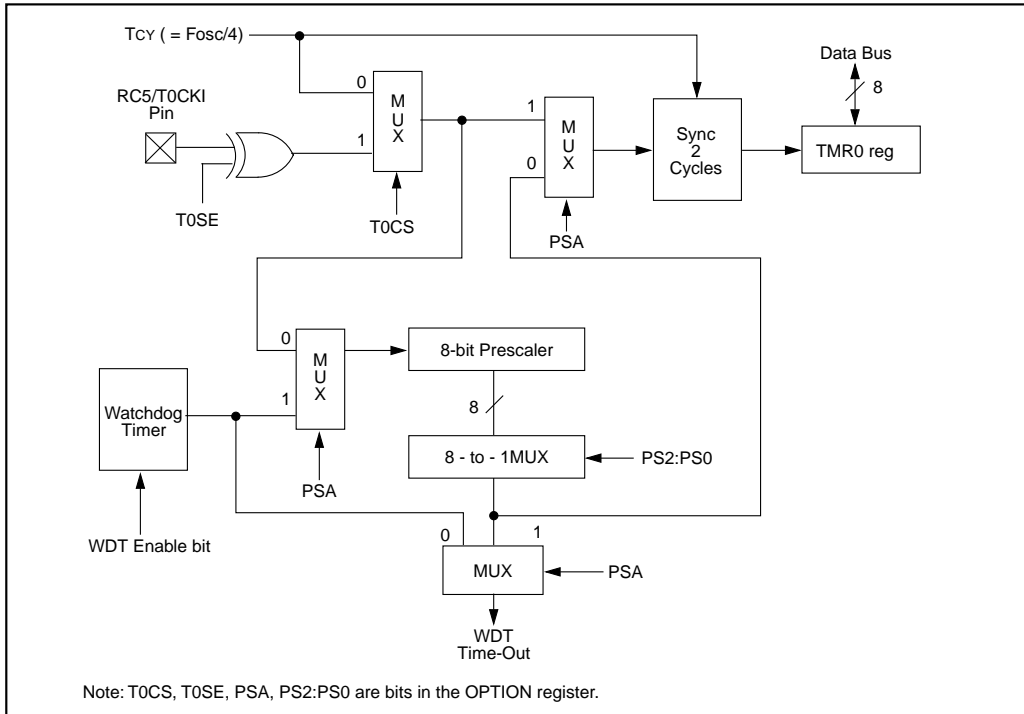 TCY ( = Fosc/4)
Data Bus
8
RC5/T0CKI
Pin
0
1
M
U
X
1
0
M
U
X
Sync
2
Cycles
TMR0 reg
T0SE
T0CS
PSA
0
1
M
U
X
8-bit Prescaler
8
Watchdog
Timer
8 - to - 1MUX
PS2:PS0
PSA
WDT Enable bit
0
1
MUX
PSA
WDT
Time-Out
Note: T0CS, T0SE, PSA, PS2:PS0 are bits in the OPTION register.